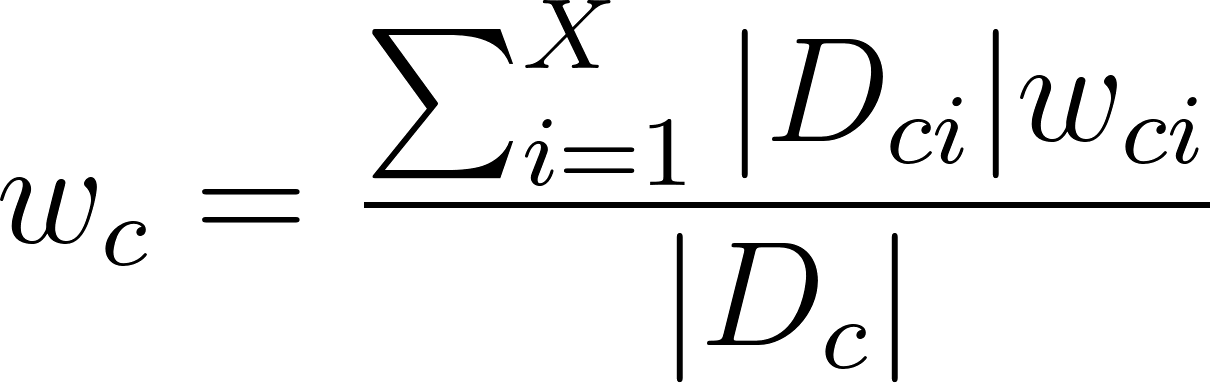 w_c = \frac{\sum_{i=1}^{X} |D_{ci}| w_{ci}}{|D_c|}